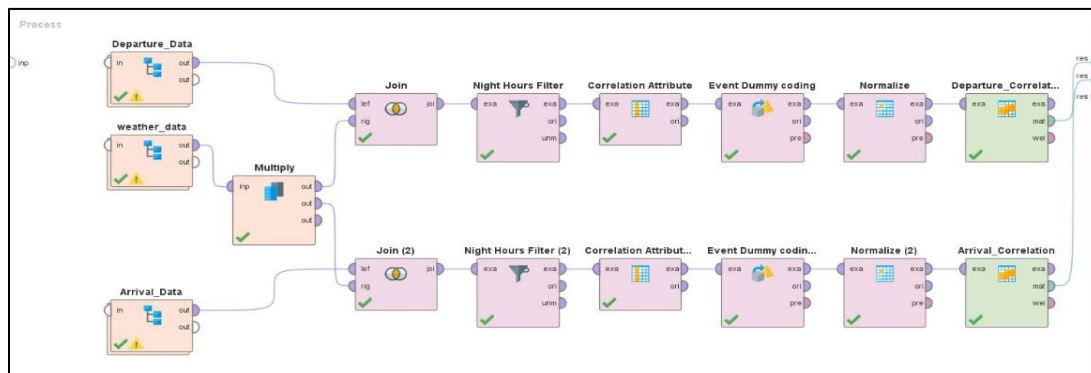 Process
inp
res
res
res
Departure_Data
in
out
out
weather_data
in
out
out
Multiply
inp
out
out
out
Join
lef
rig
joi
Night Hours Filter
exa
exa
ori
unm
Correlation Attribute
exa
exa
ori
Event Dummy coding
exa
exa
ori
pre
Normalize
exa
exa
ori
pre
Departure_Correlat...
exa
exa
mat
wei
Arrival_Data
in
out
out
Join (2)
lef
rig
joi
Night Hours Filter (2)
exa
exa
ori
unm
Correlation Attribut...
exa
exa
ori
Event Dummy codin...
exa
exa
ori
pre
Normalize (2)
exa
exa
ori
pre
Arrival_Correlation
exa
exa
mat
wei